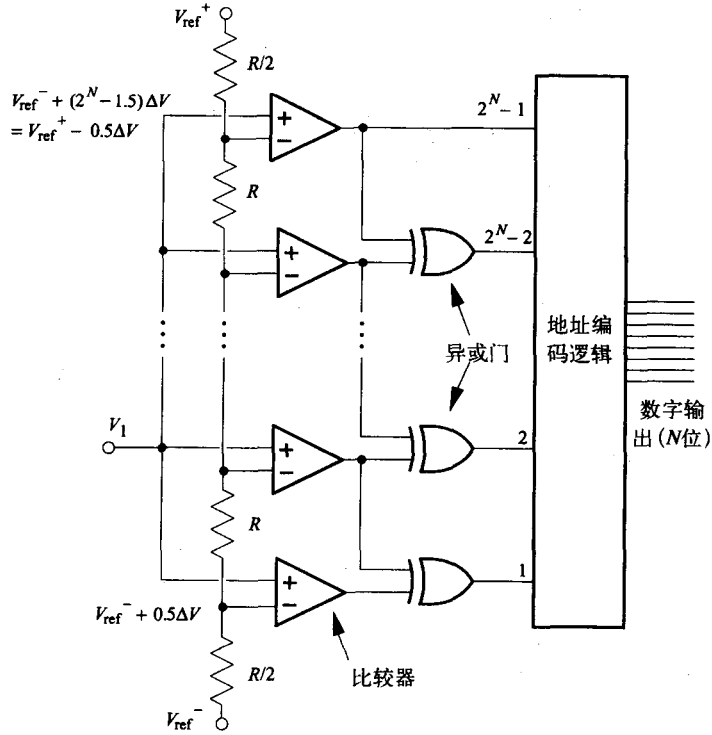 Vref+
R/2
Vref− + (2^N − 1.5)ΔV
= Vref+ − 0.5ΔV
+
−
2^N−1
R
+
−
2^N−2
异或门
地址编
码逻辑
数字输
出(N位)
V1
+
−
2
R
+
−
1
Vref− + 0.5ΔV
比较器
R/2
Vref−